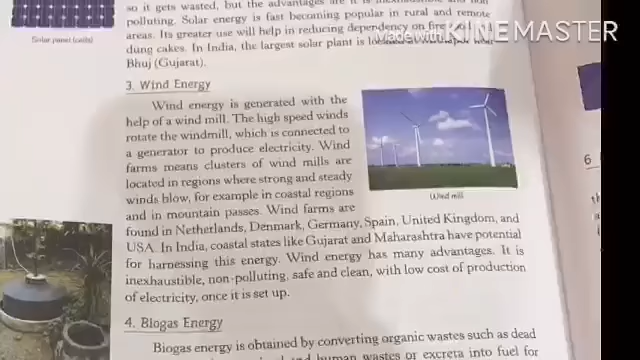 so it gets wasted, but the advantages are it is inexhaustible and non
polluting. Solar energy is fast becoming popular in rural and remote
areas. Its greater use will help in reducing dependency on fire
dung cakes. In India, the largest solar plant is located at
Bhuj (Gujarat).
Made with KINEMASTER
Solar panel (cells)
3. Wind Energy
Wind energy is generated with the
help of a wind mill. The high speed winds
rotate the windmill, which is connected to
a generator to produce electricity. Wind
farms means clusters of wind mills are
located in regions where strong and steady
winds blow, for example in coastal regions
and in mountain passes. Wind farms are
found in Netherlands, Denmark, Germany, Spain, United Kingdom, and
USA. In India, coastal states like Gujarat and Maharashtra have potential
for harnessing this energy. Wind energy has many advantages. It is
inexhaustible, non-polluting, safe and clean, with low cost of production
of electricity, once it is set up.
Wind mill
4. Biogas Energy
Biogas energy is obtained by converting organic wastes such as dead
human wastes or excreta into fuel for
6